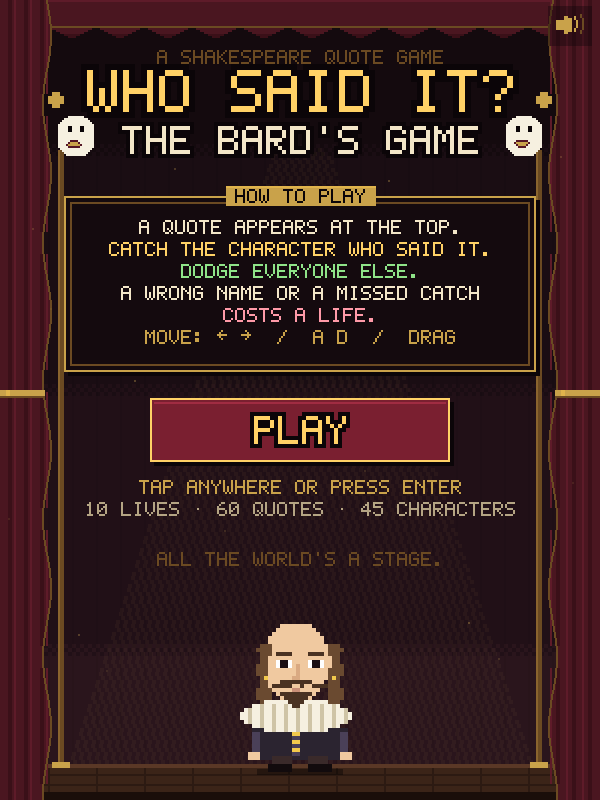 A SHAKESPEARE QUOTE GAME
WHO SAID IT?
THE BARD'S GAME
HOW TO PLAY
A QUOTE APPEARS AT THE TOP.
CATCH THE CHARACTER WHO SAID IT.
DODGE EVERYONE ELSE.
A WRONG NAME OR A MISSED CATCH
COSTS A LIFE.
MOVE: ← → / A D / DRAG
PLAY
TAP ANYWHERE OR PRESS ENTER
10 LIVES · 60 QUOTES · 45 CHARACTERS
ALL THE WORLD'S A STAGE.